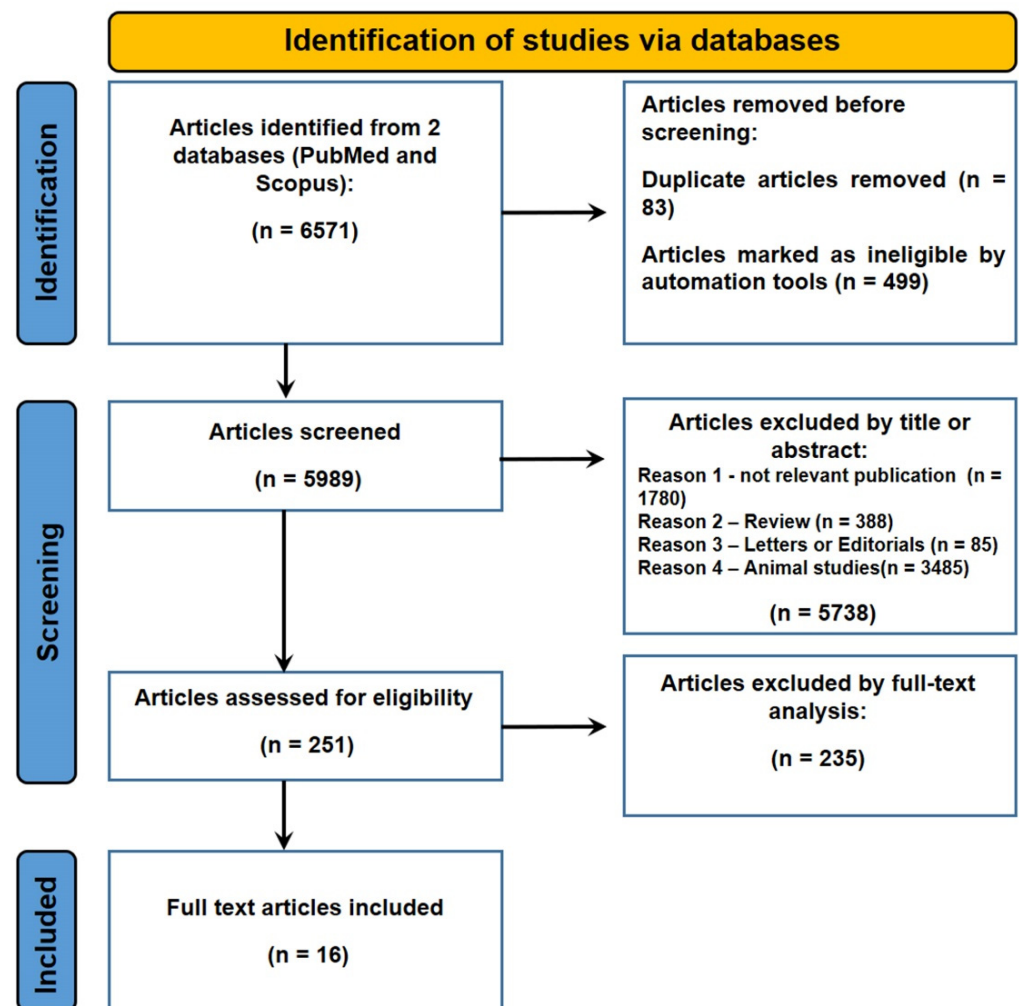 Identification of studies via databases
Identification
Articles identified from 2
databases (PubMed and
Scopus):
(n = 6571)
Articles removed before
screening:
Duplicate articles removed (n =
83)
Articles marked as ineligible by
automation tools (n = 499)
Screening
Articles screened
(n = 5989)
Articles excluded by title or
abstract:
Reason 1 - not relevant publication (n =
1780)
Reason 2 – Review (n = 388)
Reason 3 – Letters or Editorials (n = 85)
Reason 4 – Animal studies(n = 3485)
(n = 5738)
Articles assessed for eligibility
(n = 251)
Articles excluded by full-text
analysis:
(n = 235)
Included
Full text articles included
(n = 16)